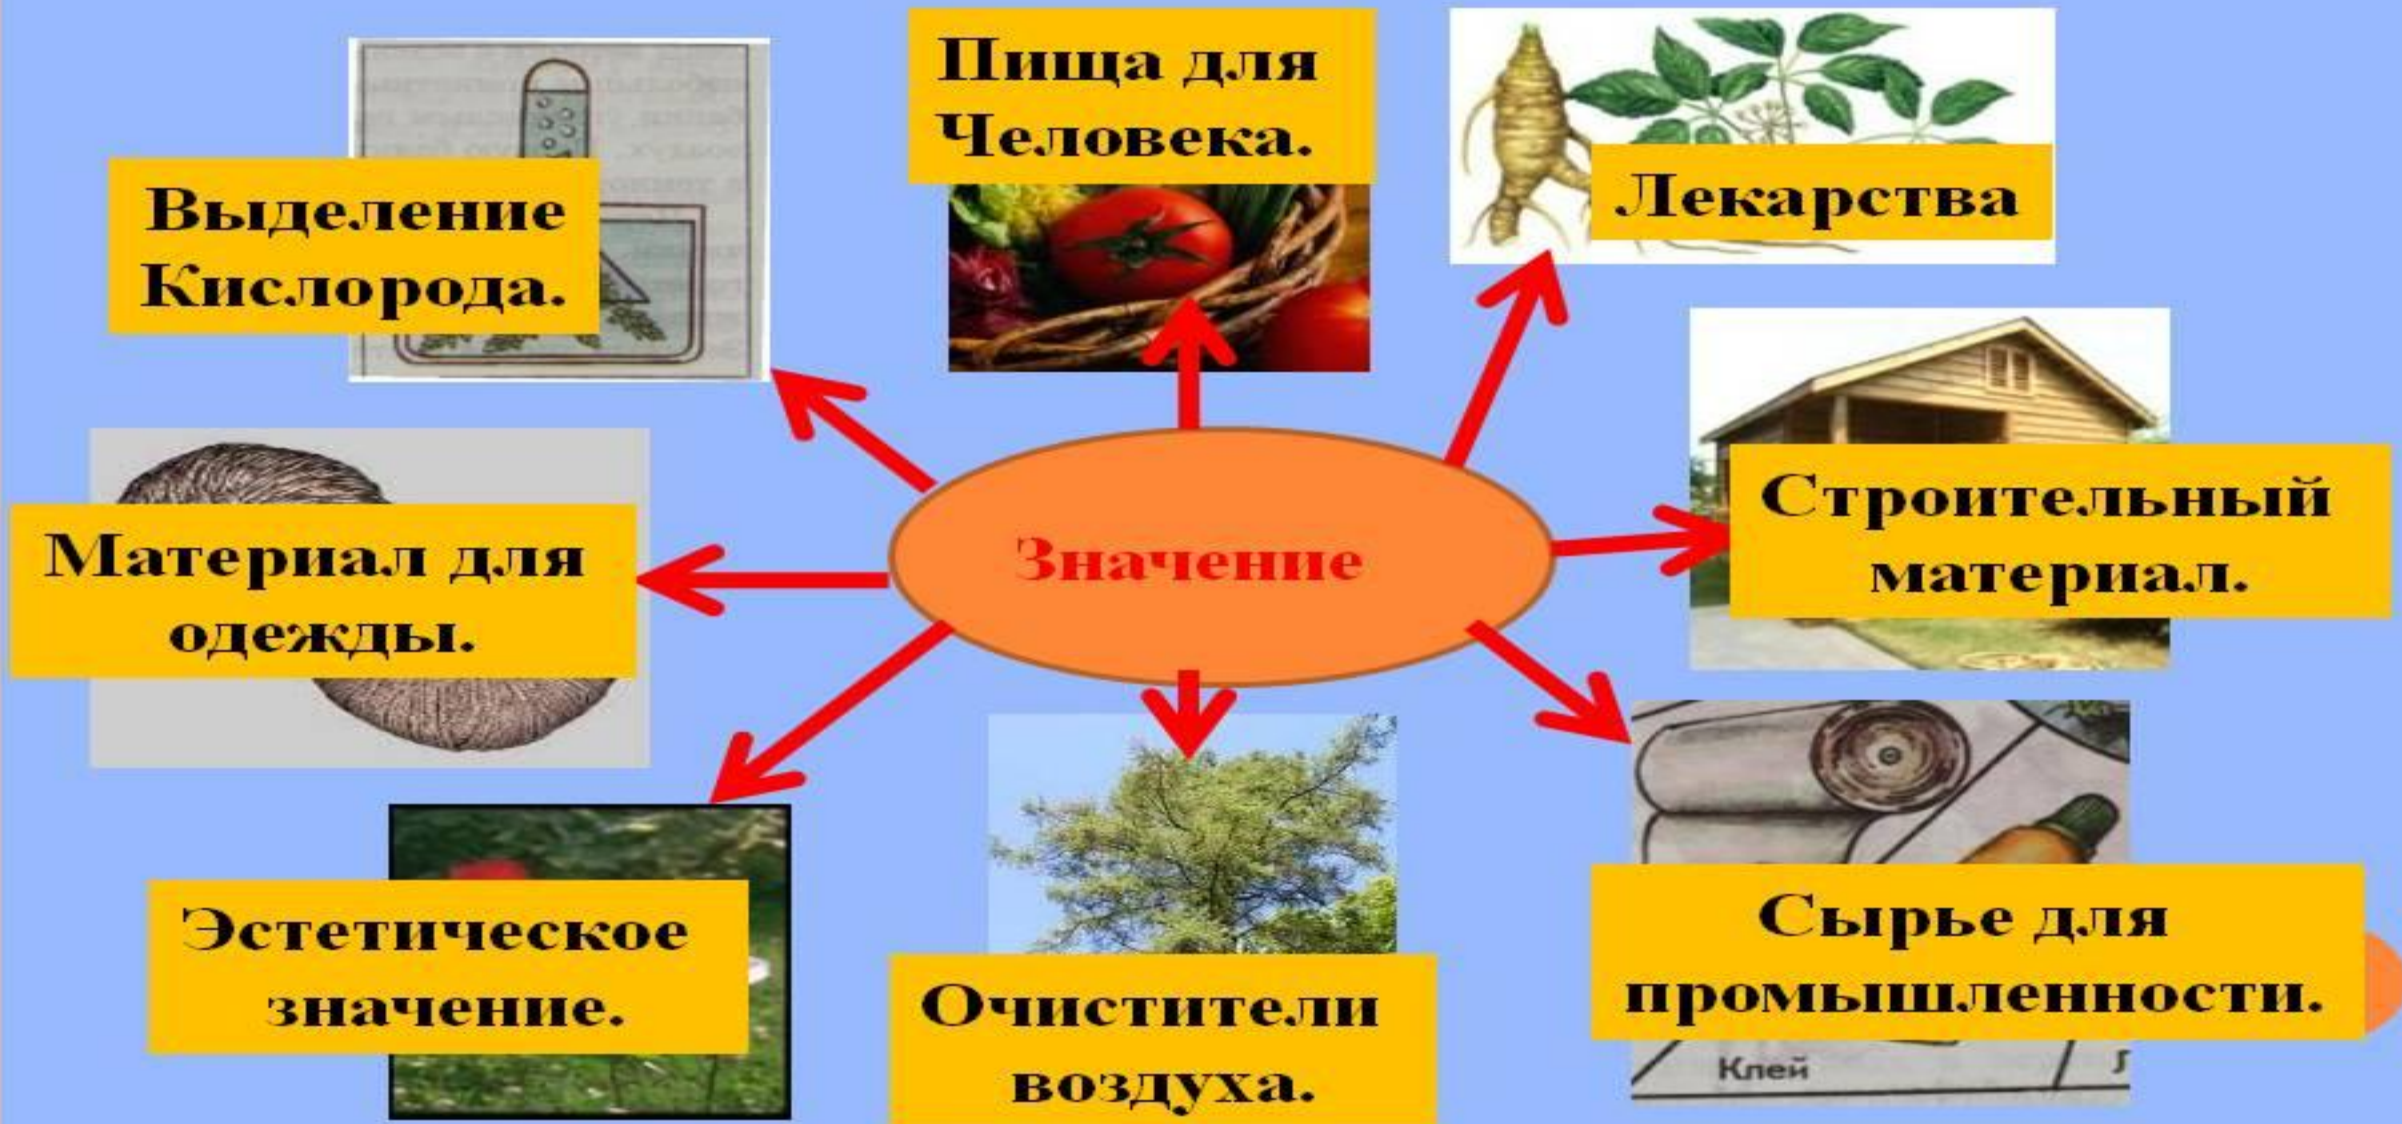 Пища для
Человека.
Лекарства
Выделение
Кислорода.
Строительный
материал.
Значение
Материал для
одежды.
Сырье для
промышленности.
Эстетическое
значение.
Очистители
воздуха.
Клей